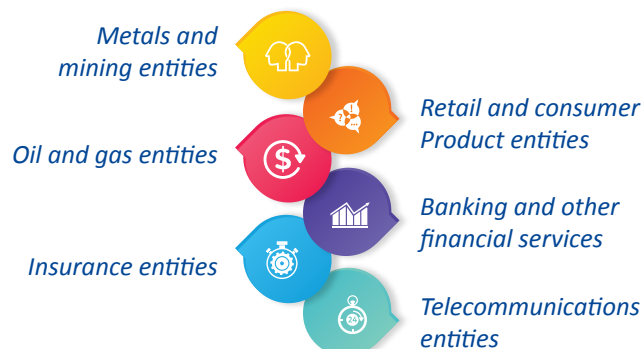 Metals and
mining entities
Retail and consumer
Product entities
Oil and gas entities
$
! ? ...
Banking and other
financial services
Insurance entities
24
Telecommunications
entities